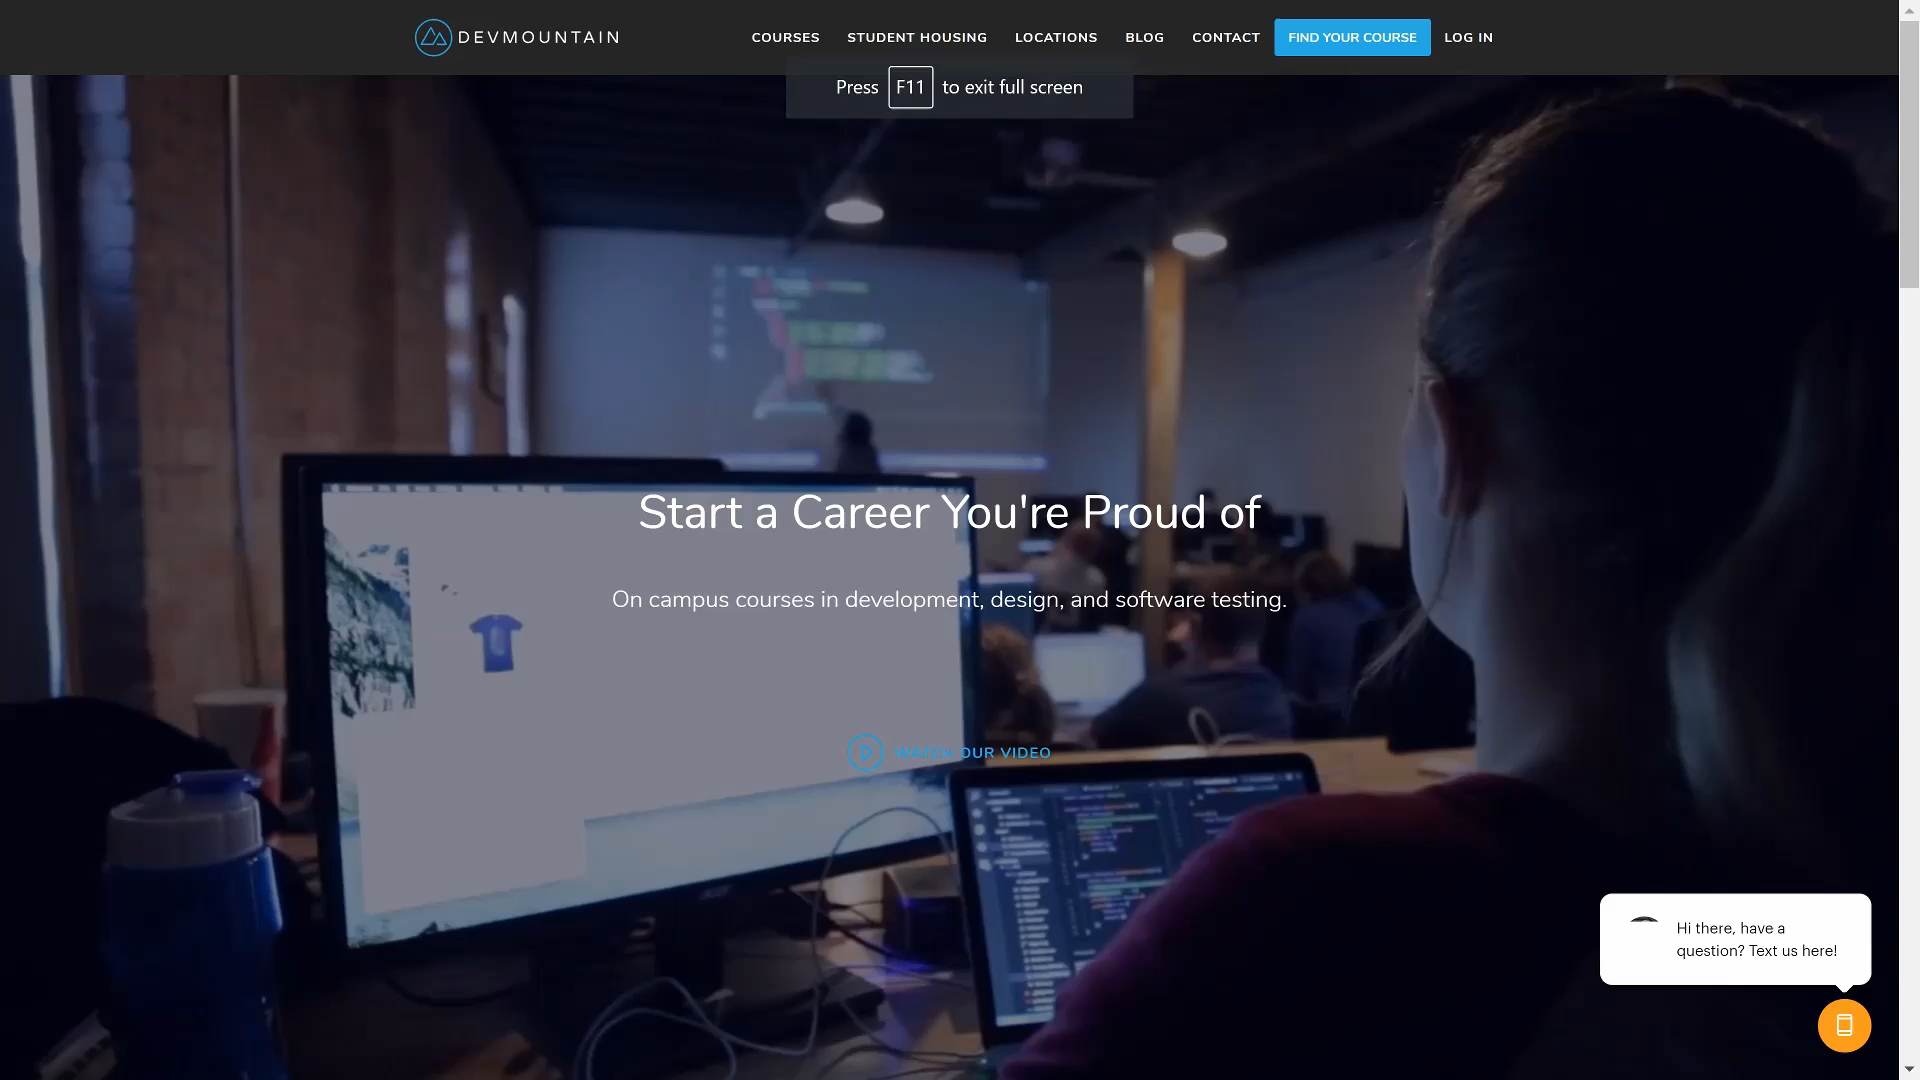 DEVMOUNTAIN
COURSES STUDENT HOUSING LOCATIONS BLOG CONTACT FIND YOUR COURSE LOG IN
Press F11 to exit full screen
Start a Career You're Proud of
On campus courses in development, design, and software testing.
WATCH OUR VIDEO
Hi there, have a
question? Text us here!